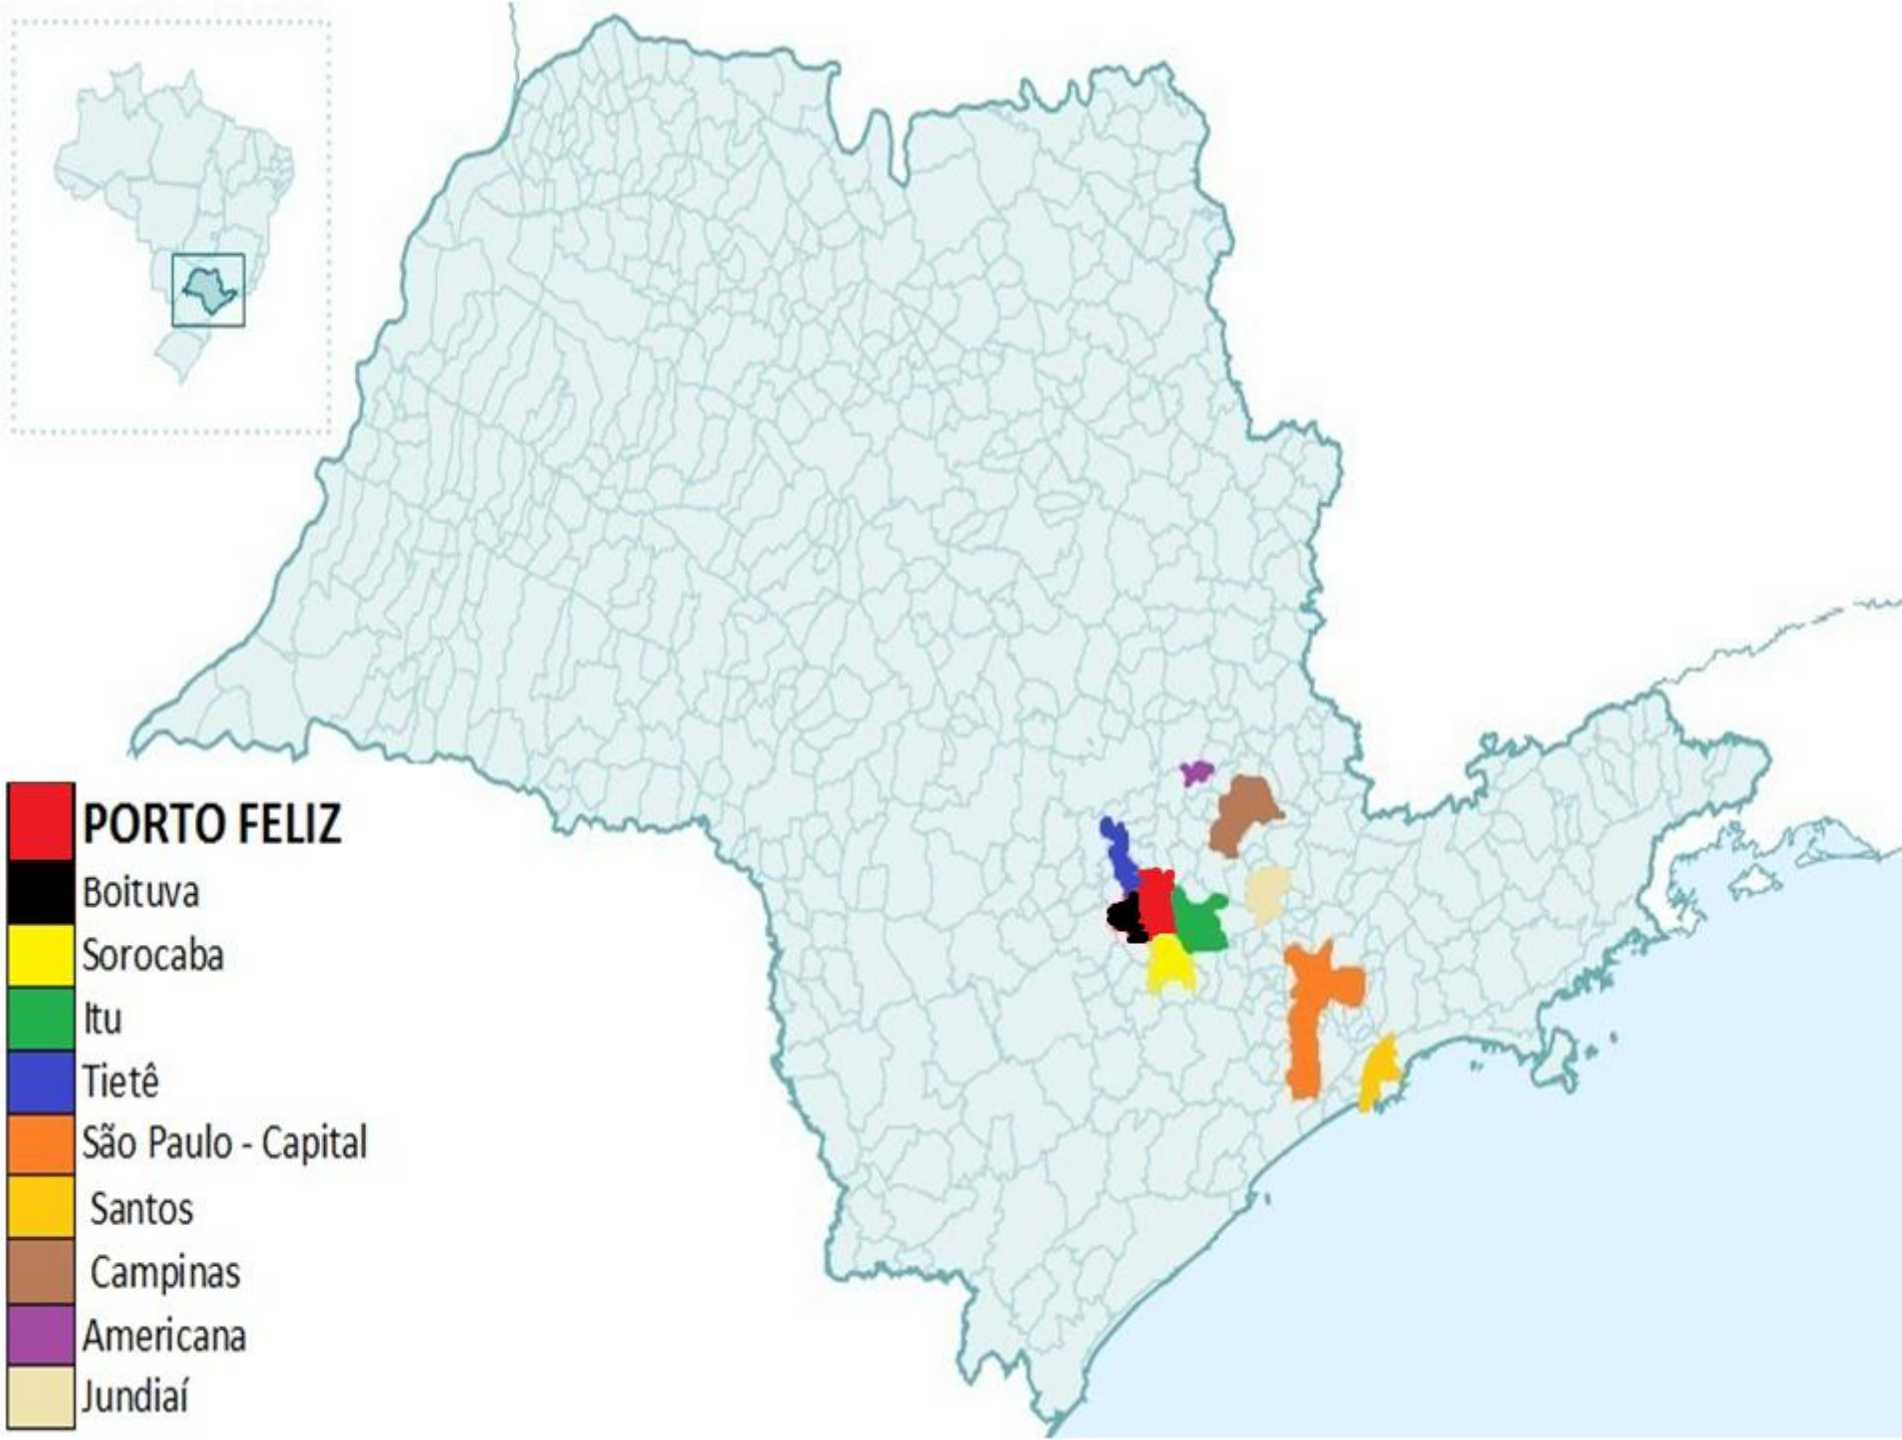 PORTO FELIZ
Boituva
Sorocaba
Itu
Tietê
São Paulo - Capital
Santos
Campinas
Americana
Jundiaí